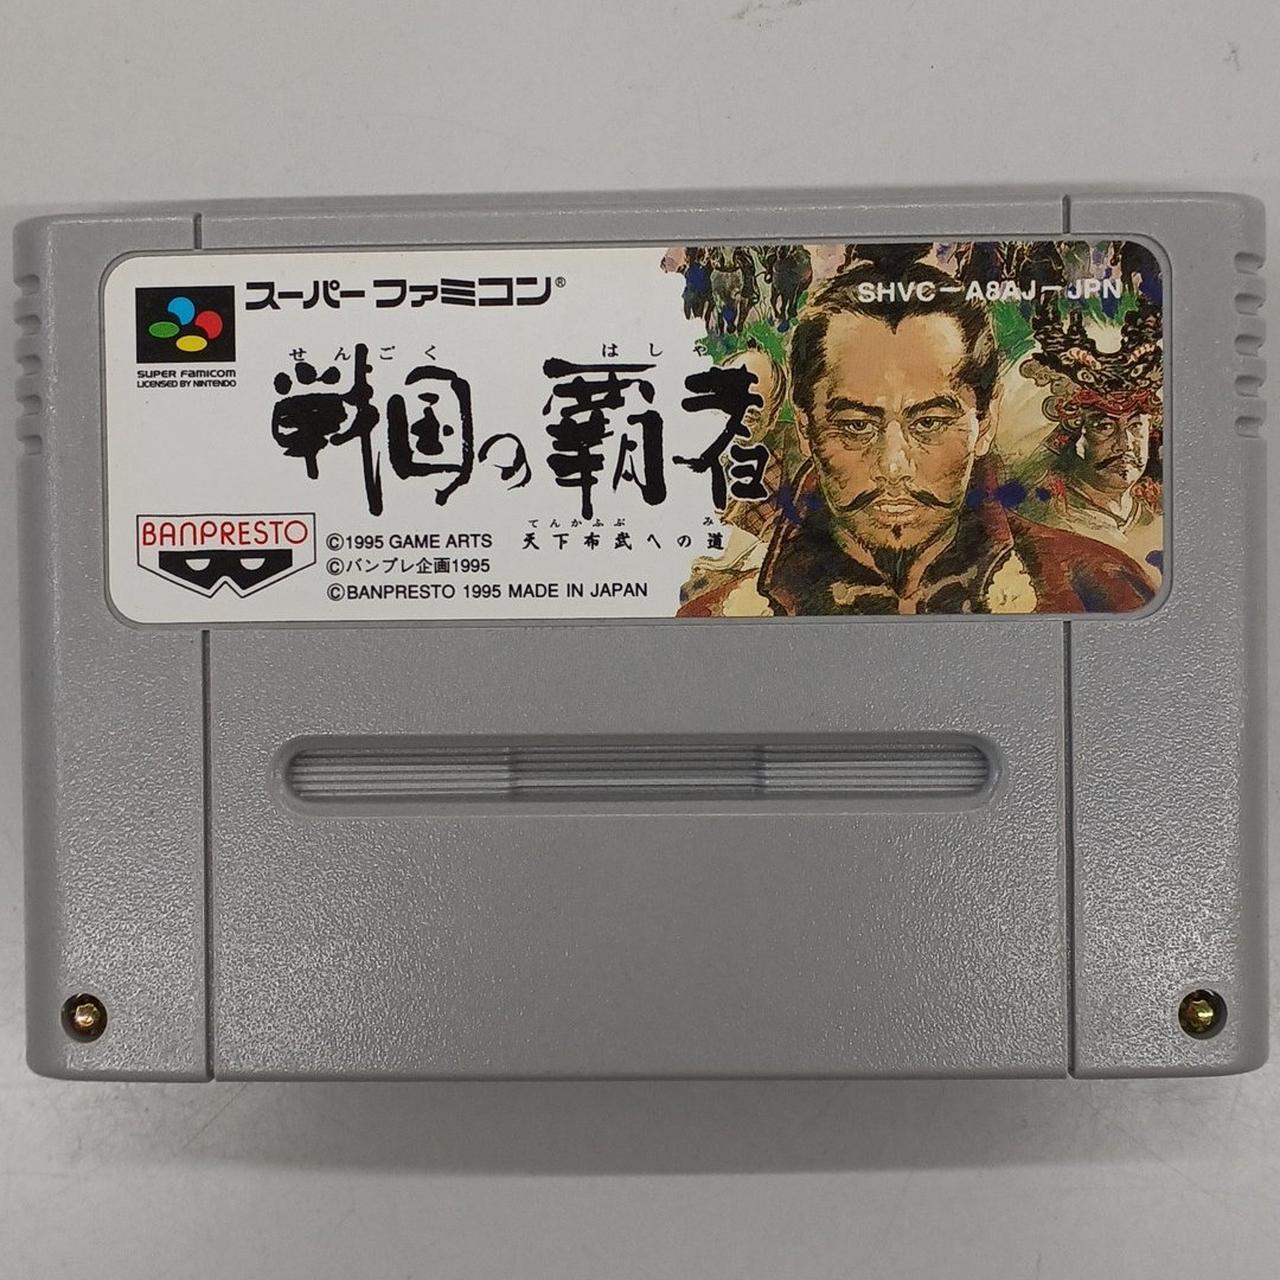 スーパーファミコン®
SHVC-A8AJ-JPN
SUPER FAMICOM
LICENSED BY NINTENDO
せんごく はしゃ
戦国の覇者
てんかふぶ みち
天下布武への道
BANPRESTO
©1995 GAME ARTS
©バンプレ企画1995
©BANPRESTO 1995 MADE IN JAPAN